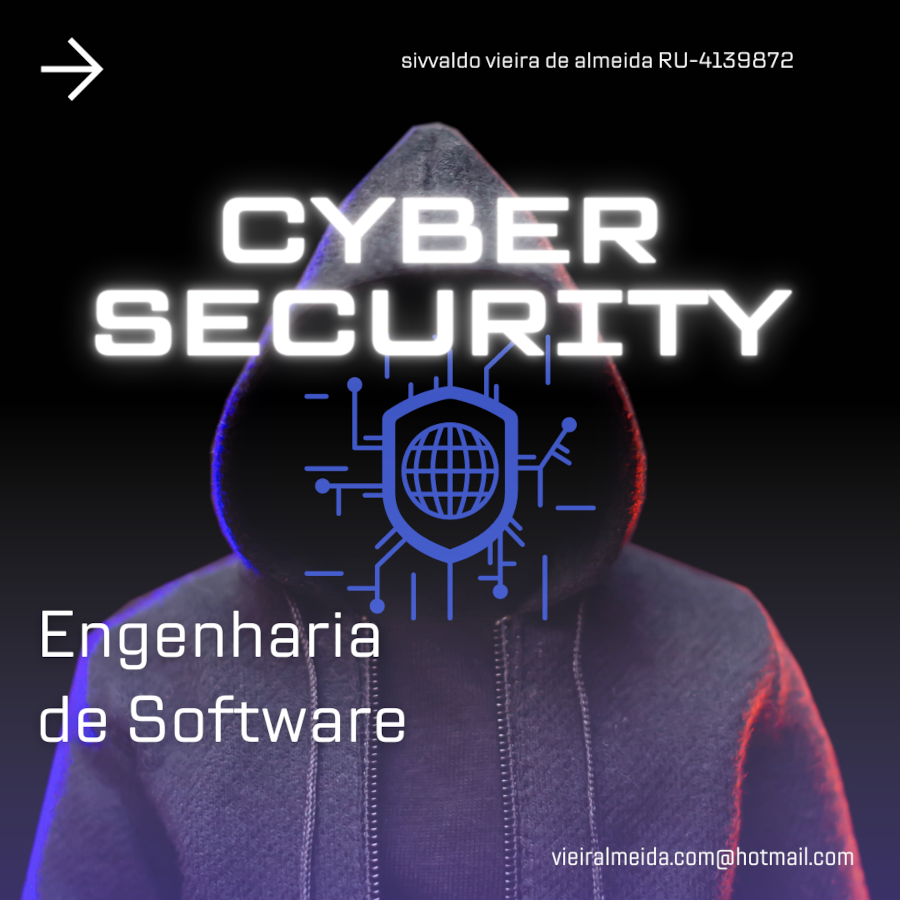 sivvaldo vieira de almeida RU-4139872
CYBER
SECURITY
Engenharia
de Software
vieiralmeida.com@hotmail.com